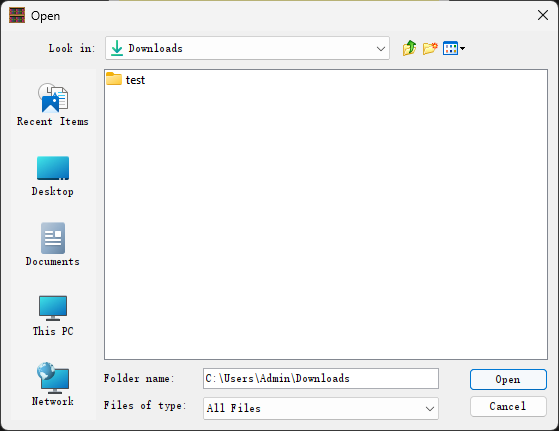 Open
Look in:
Downloads
test
Recent Items
Desktop
Documents
This PC
Network
Folder name:
C:\Users\Admin\Downloads
Open
Files of type:
All Files
Cancel